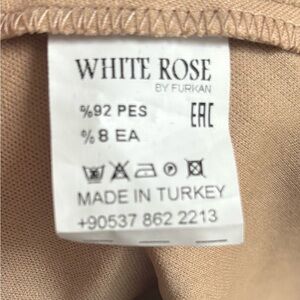 WHITE ROSE
BY FURKAN
%92 PES
%8 EA
EAC
MADE IN TURKEY
+90537 862 2213